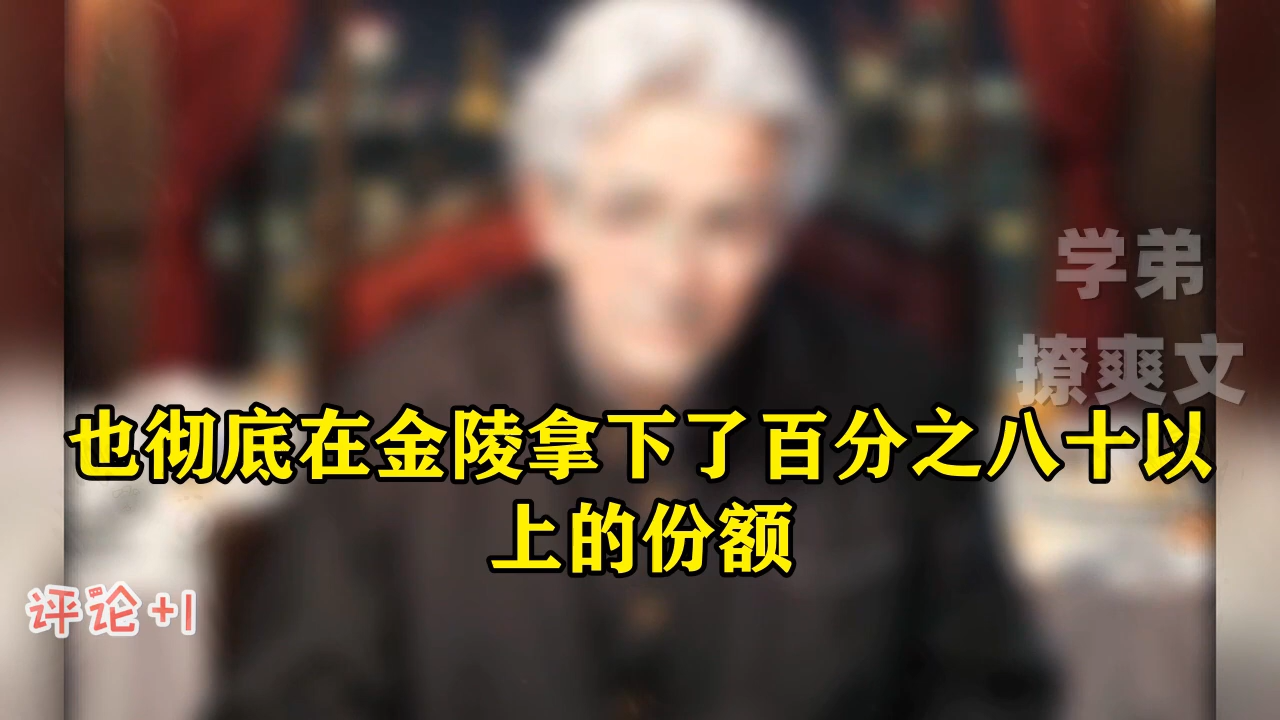 学弟
撩爽文
也彻底在金陵拿下了百分之八十以
上的份额
评论+1